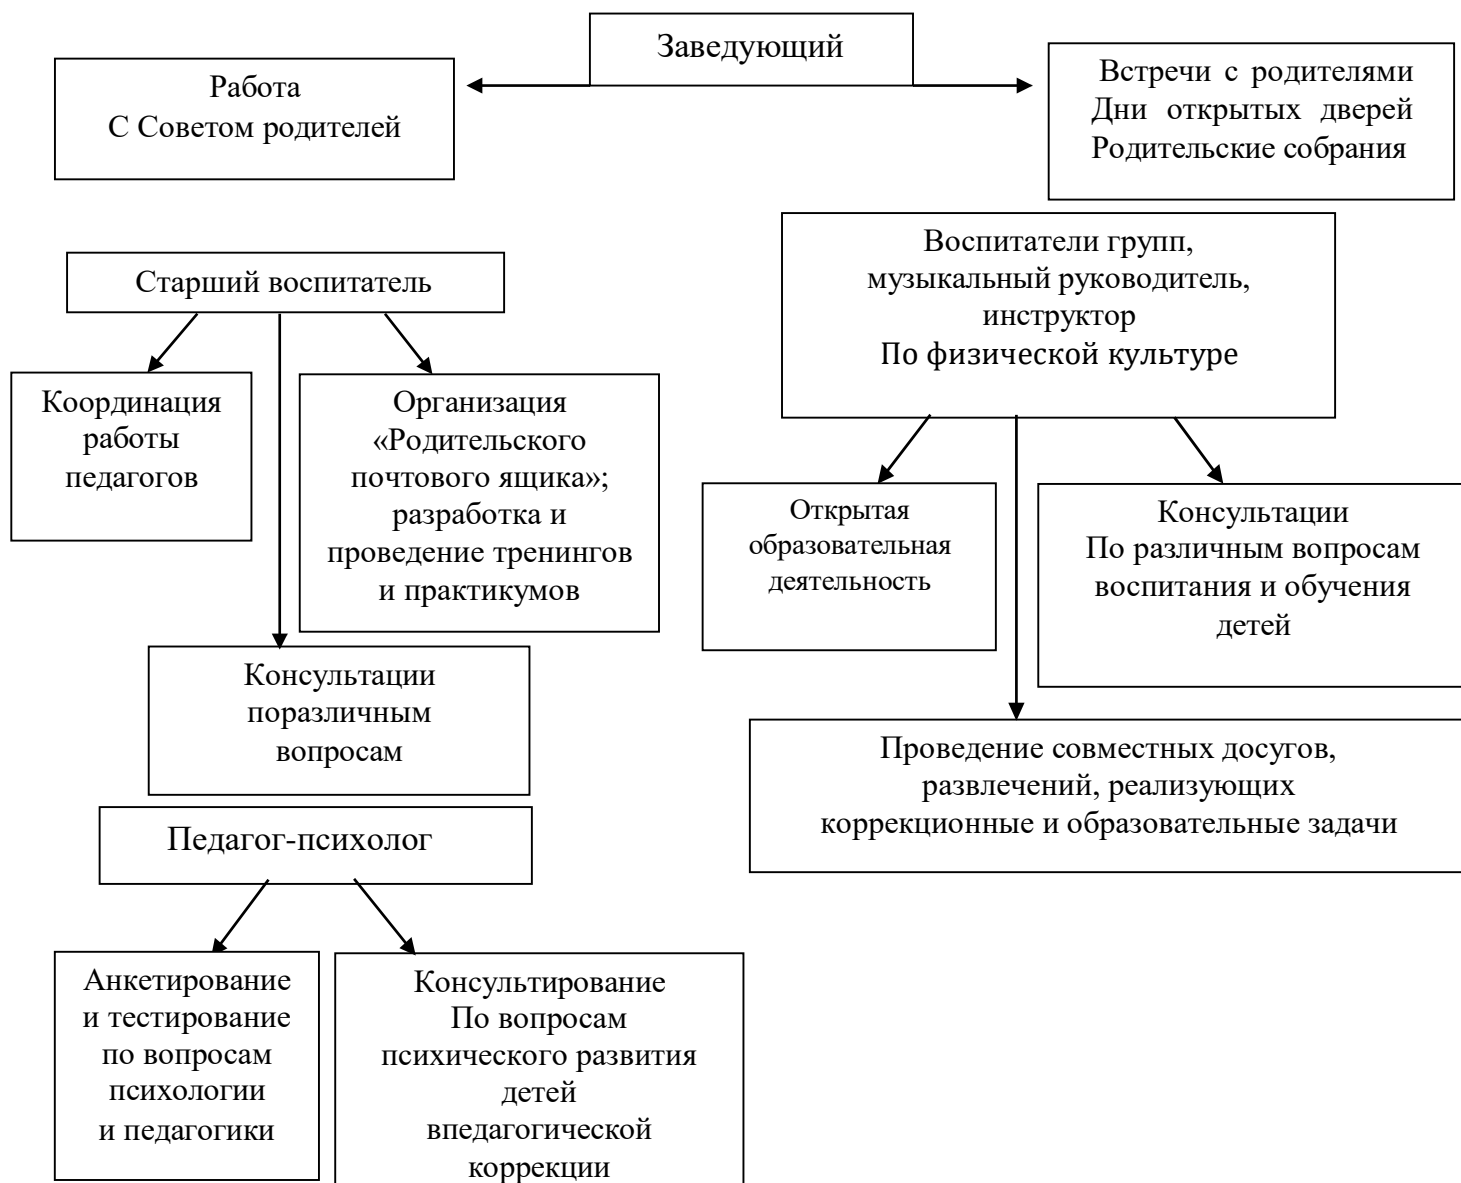 Заведующий
Работа
С Советом родителей
Встречи с родителями
Дни открытых дверей
Родительские собрания
Старший воспитатель
Воспитатели групп,
музыкальный руководитель,
инструктор
По физической культуре
Координация
работы
педагогов
Организация
«Родительского
почтового ящика»;
разработка и
проведение тренингов
и практикумов
Открытая
образовательная
деятельность
Консультации
По различным вопросам
воспитания и обучения
детей
Консультации
поразличным
вопросам
Проведение совместных досугов,
развлечений, реализующих
коррекционные и образовательные задачи
Педагог-психолог
Анкетирование
и тестирование
по вопросам
психологии
и педагогики
Консультирование
По вопросам
психического развития
детей
впедагогической
коррекции